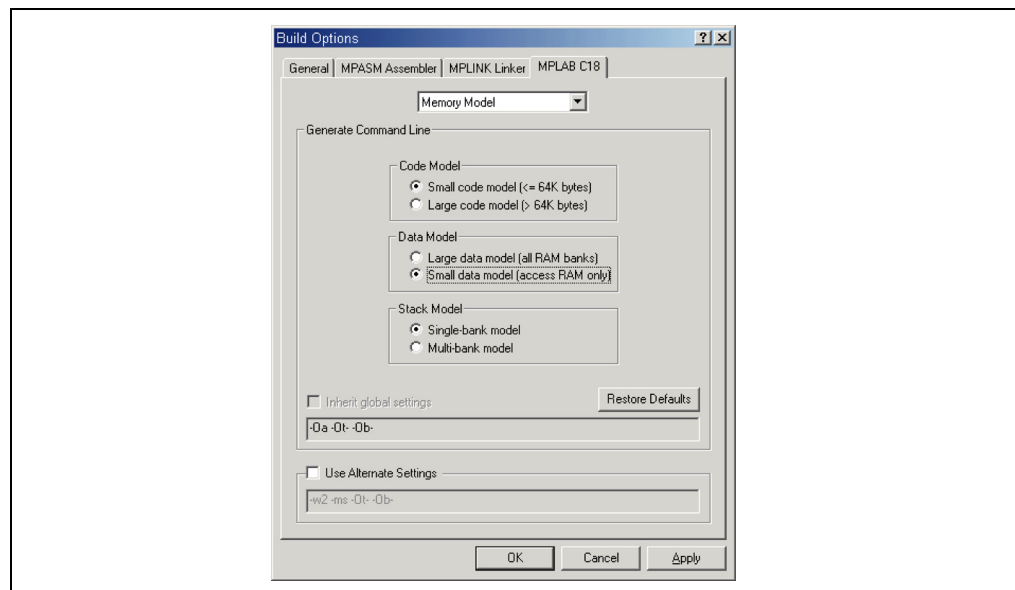 Build Options
General MPASM Assembler MPLINK Linker MPLAB C18
Memory Model
Generate Command Line
Code Model
Small code model (<= 64K bytes)
Large code model (> 64K bytes)
Data Model
Large data model (all RAM banks)
Small data model (access RAM only)
Stack Model
Single-bank model
Multi-bank model
Inherit global settings
Restore Defaults
-Oa -Ot- -Ob-
Use Alternate Settings
-w2 -ms -Ot- -Ob-
OK Cancel Apply